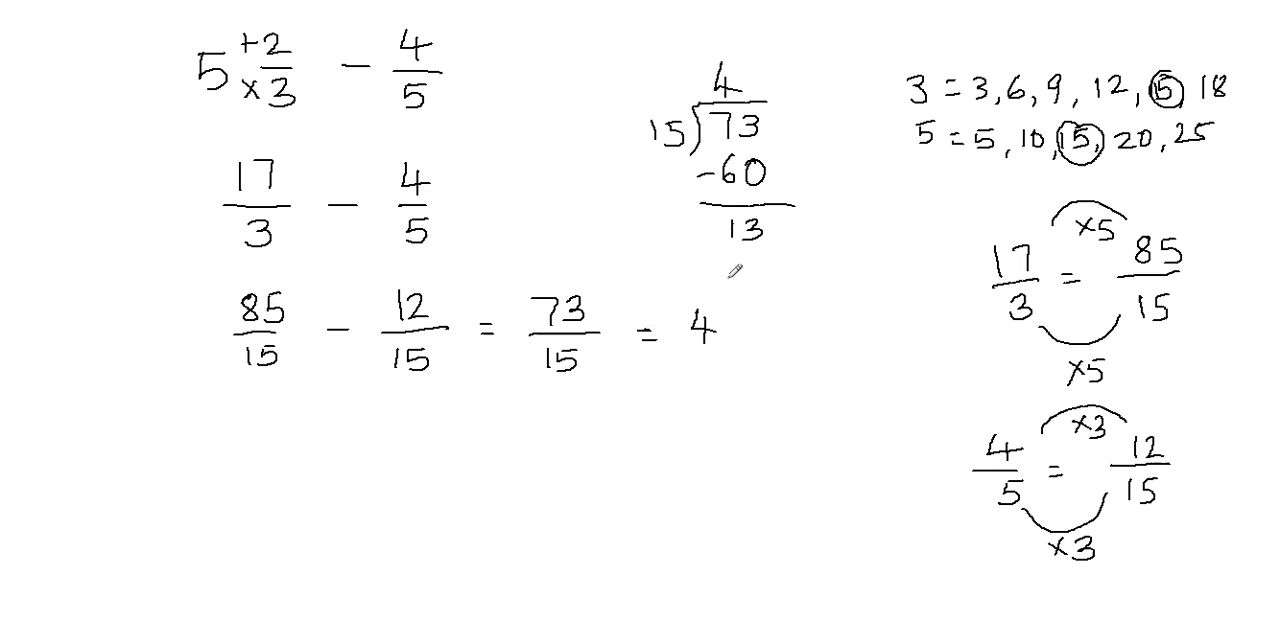 5 +2/×3 − 4/5
17/3 − 4/5
85/15 − 12/15 = 73/15 = 4
4
15)73
-60
13
3 = 3, 6, 9, 12, 15, 18
5 = 5, 10, 15, 20, 25
×5
17/3 = 85/15
×5
×3
4/5 = 12/15
×3